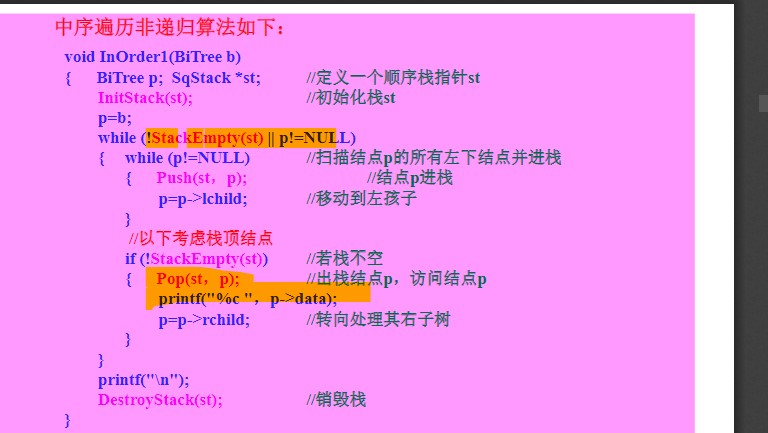 中序遍历非递归算法如下：
void InOrder1(BiTree b)
{ BiTree p; SqStack *st; //定义一个顺序栈指针st
InitStack(st); //初始化栈st
p=b;
while (!StackEmpty(st) || p!=NULL)
{ while (p!=NULL) //扫描结点p的所有左下结点并进栈
{ Push(st，p); //结点p进栈
p=p->lchild; //移动到左孩子
}
//以下考虑栈顶结点
if (!StackEmpty(st)) //若栈不空
{ Pop(st，p); //出栈结点p，访问结点p
printf("%c "，p->data);
p=p->rchild; //转向处理其右子树
}
}
printf("\n");
DestroyStack(st); //销毁栈
}